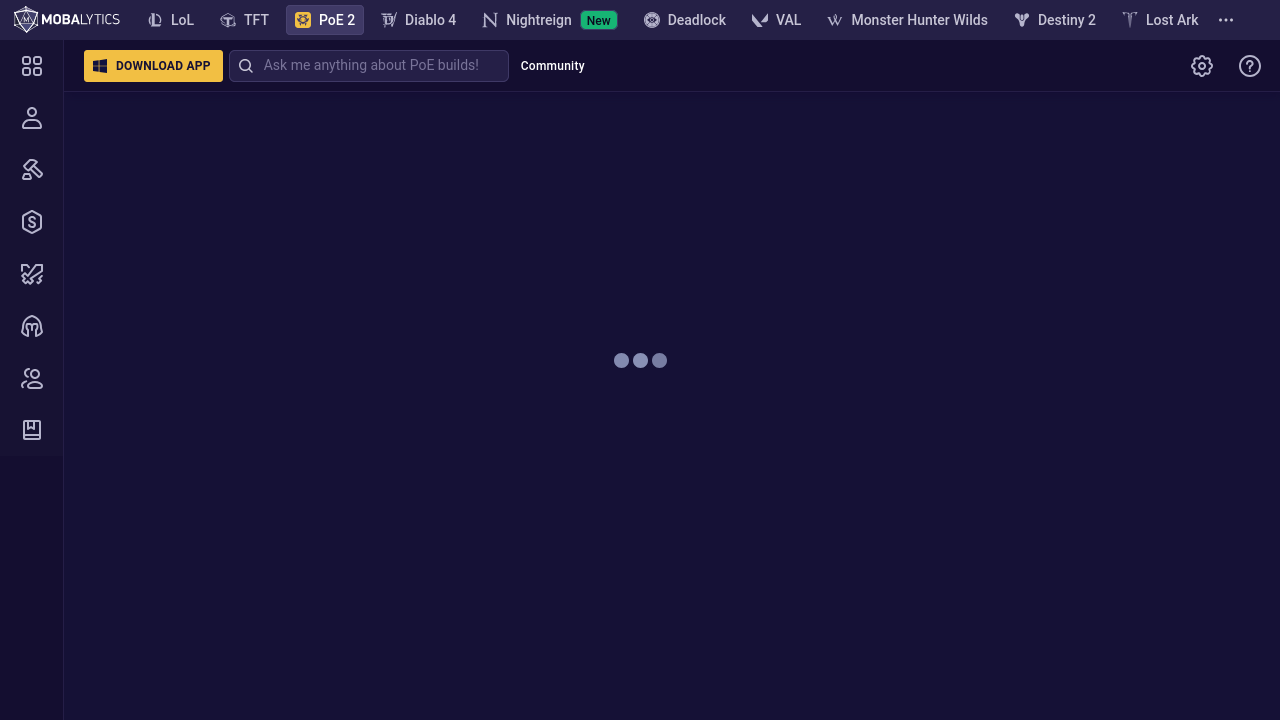 MOBALYTICS
LoL
TFT
PoE 2
Diablo 4
Nightreign
New
Deadlock
VAL
Monster Hunter Wilds
Destiny 2
Lost Ark
DOWNLOAD APP
Ask me anything about PoE builds!
Community